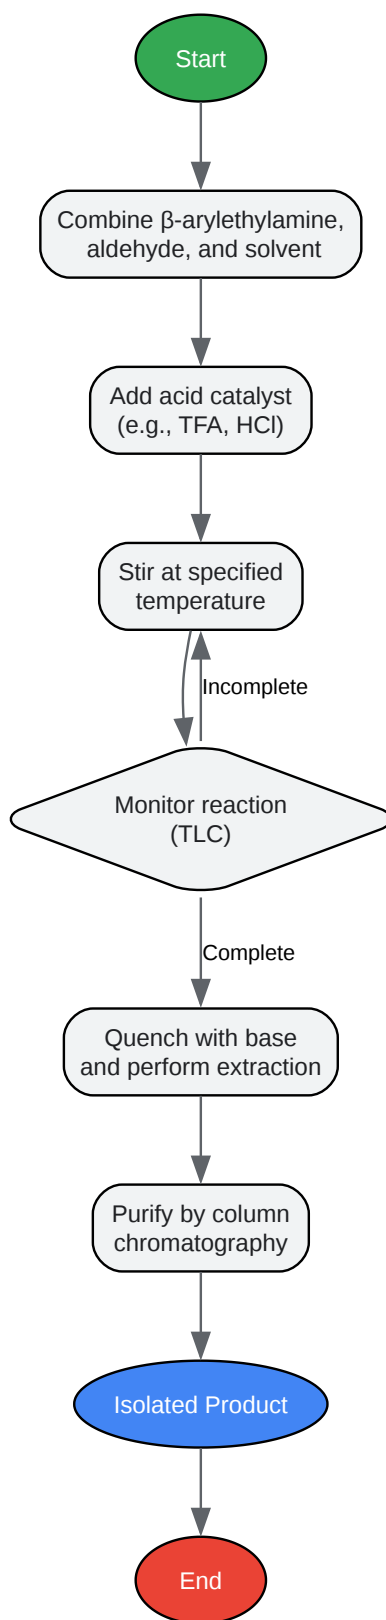 Start
Combine β-arylethylamine,
aldehyde, and solvent
Add acid catalyst
(e.g., TFA, HCl)
Stir at specified
temperature
Incomplete
Monitor reaction
(TLC)
Complete
Quench with base
and perform extraction
Purify by column
chromatography
Isolated Product
End